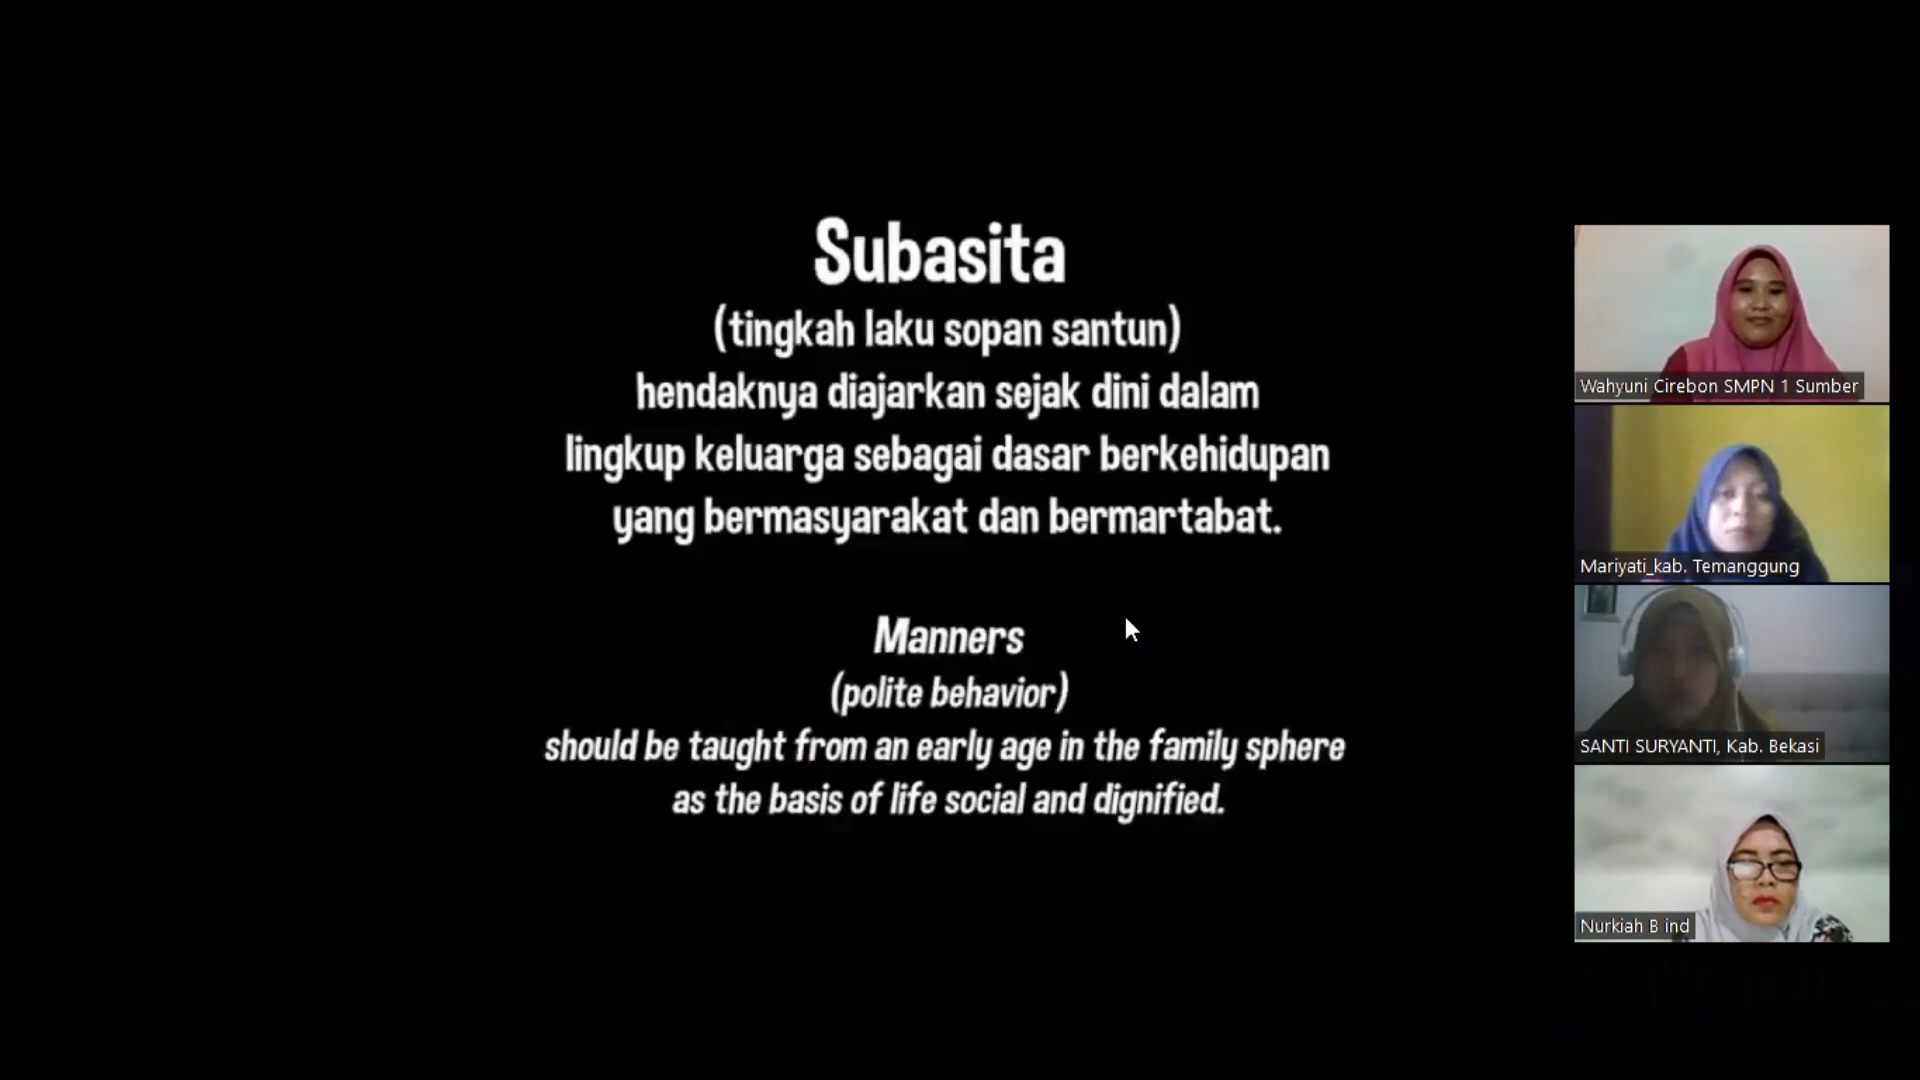 Subasita
(tingkah laku sopan santun)
hendaknya diajarkan sejak dini dalam
lingkup keluarga sebagai dasar berkehidupan
yang bermasyarakat dan bermartabat.
Manners
(polite behavior)
should be taught from an early age in the family sphere
as the basis of life social and dignified.
Wahyuni Cirebon SMPN 1 Sumber
Mariyati_kab. Temanggung
SANTI SURYANTI, Kab. Bekasi
Nurkiah B ind